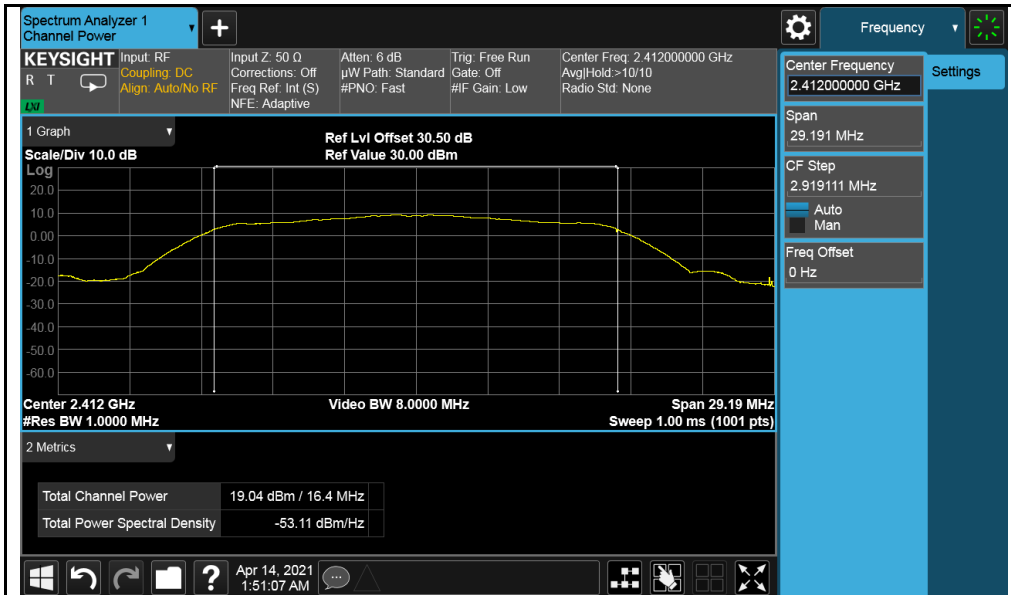 Spectrum Analyzer 1
Channel Power
+
Frequency
KEYSIGHT
R T
LXI
Input: RF
Coupling: DC
Align: Auto/No RF
Input Z: 50 Ω
Corrections: Off
Freq Ref: Int (S)
NFE: Adaptive
Atten: 6 dB
µW Path: Standard
#PNO: Fast
Trig: Free Run
Gate: Off
#IF Gain: Low
Center Freq: 2.412000000 GHz
Avg|Hold:>10/10
Radio Std: None
Center Frequency
2.412000000 GHz
Settings
Span
29.191 MHz
CF Step
2.919111 MHz
Auto
Man
Freq Offset
0 Hz
1 Graph
Scale/Div 10.0 dB
Ref Lvl Offset 30.50 dB
Ref Value 30.00 dBm
Log
20.0
10.0
0.00
-10.0
-20.0
-30.0
-40.0
-50.0
-60.0
Center 2.412 GHz
#Res BW 1.0000 MHz
Video BW 8.0000 MHz
Span 29.19 MHz
Sweep 1.00 ms (1001 pts)
2 Metrics
Total Channel Power 19.04 dBm / 16.4 MHz
Total Power Spectral Density -53.11 dBm/Hz
?
Apr 14, 2021
1:51:07 AM